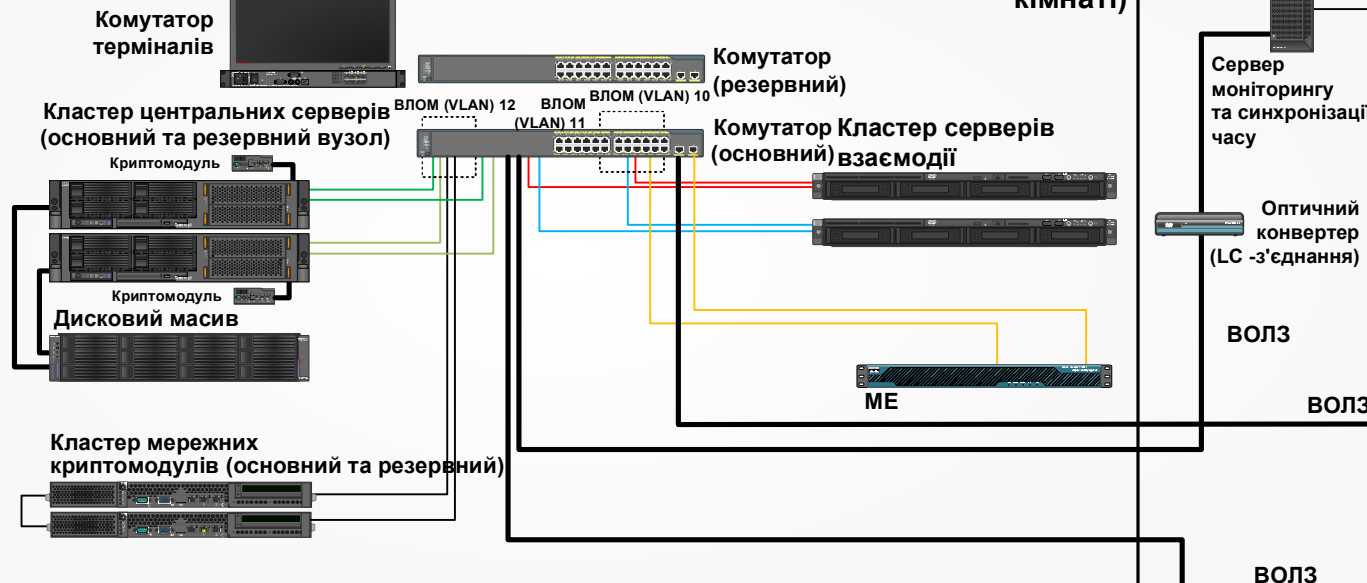 кімнаті)
Комутатор
терміналів
Комутатор
(резервний)
Сервер
моніторингу
та синхронізації
часу
Кластер центральних серверів
(основний та резервний вузол)
ВЛОМ (VLAN) 12
ВЛОМ
(VLAN) 11
ВЛОМ (VLAN) 10
Комутатор
(основний)
Кластер серверів
взаємодії
Криптомодуль
Оптичний
конвертер
(LC -з'єднання)
Криптомодуль
Дисковий масив
ВОЛЗ
МЕ
ВОЛЗ
Кластер мережних
криптомодулів (основний та резервний)
ВОЛЗ